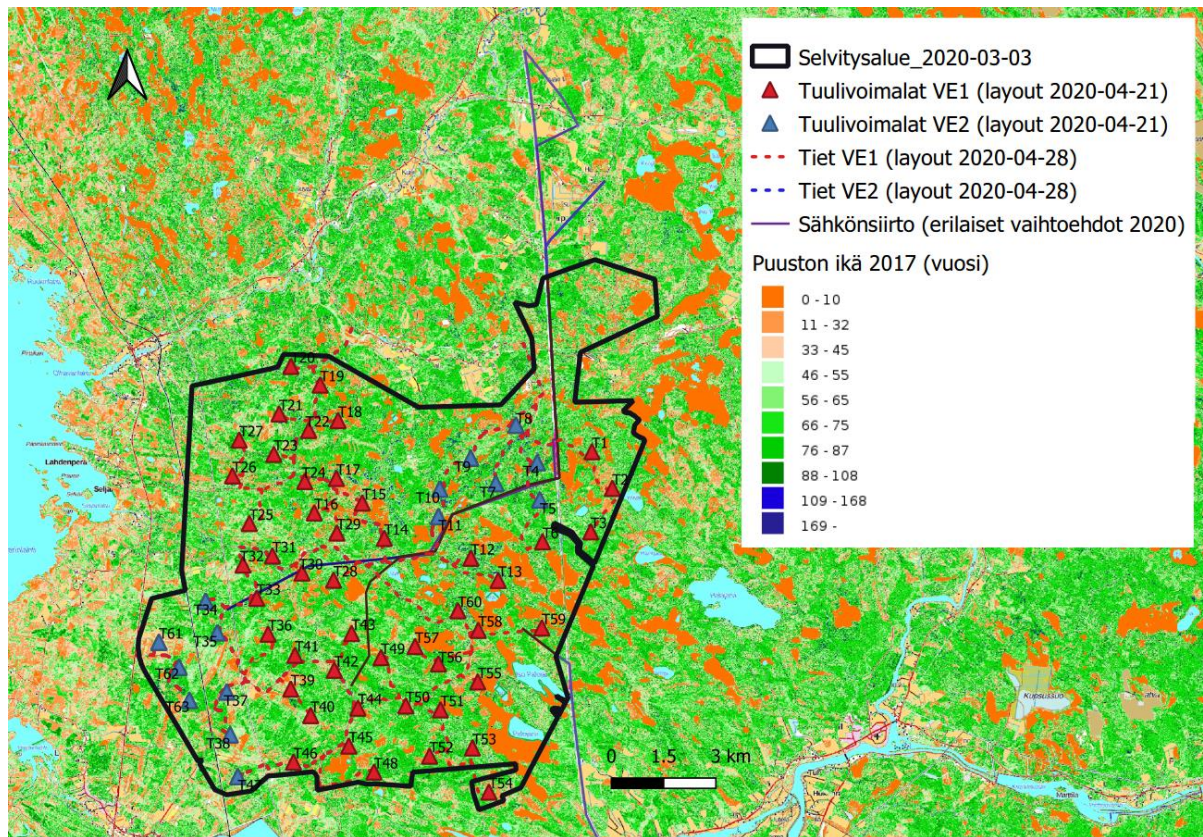 Selvitysalue_2020-03-03
Tuulivoimalat VE1 (layout 2020-04-21)
Tuulivoimalat VE2 (layout 2020-04-21)
Tiet VE1 (layout 2020-04-28)
Tiet VE2 (layout 2020-04-28)
Sähkönsiirto (erilaiset vaihtoehdot 2020)
Puuston ikä 2017 (vuosi)
0 - 10
11 - 32
33 - 45
46 - 55
56 - 65
66 - 75
76 - 87
88 - 108
109 - 168
169 -
T20
T19
T21
T22
T18
T8
T27
T23
T1
T9
T4
T26
T24
T17
T10
T7
T2
T16
T15
T5
T25
T11
T29
T14
T6
T3
T32
T31
T12
T30
T28
T13
T33
T34
T60
T61
T35
T36
T43
T58
T59
Lahdenperä
Seljä
T62
T41
T42
T49
T57
T56
T63
T37
T39
T55
T40
T44
T50
T51
T38
T45
T52
T53
T47
T46
T48
T54
0 1.5 3 km
Kupsussuo